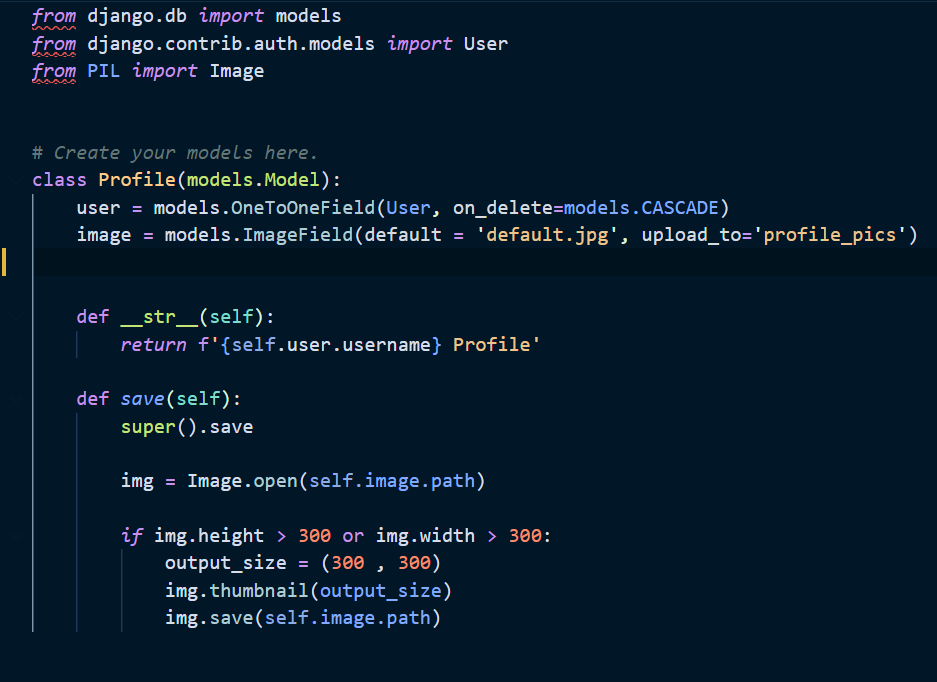 from django.db import models
from django.contrib.auth.models import User
from PIL import Image
# Create your models here.
class Profile(models.Model):
    user = models.OneToOneField(User, on_delete=models.CASCADE)
    image = models.ImageField(default = 'default.jpg', upload_to='profile_pics')
    def __str__(self):
        return f'{self.user.username} Profile'
    def save(self):
        super().save
        img = Image.open(self.image.path)
        if img.height > 300 or img.width > 300:
            output_size = (300 , 300)
            img.thumbnail(output_size)
            img.save(self.image.path)